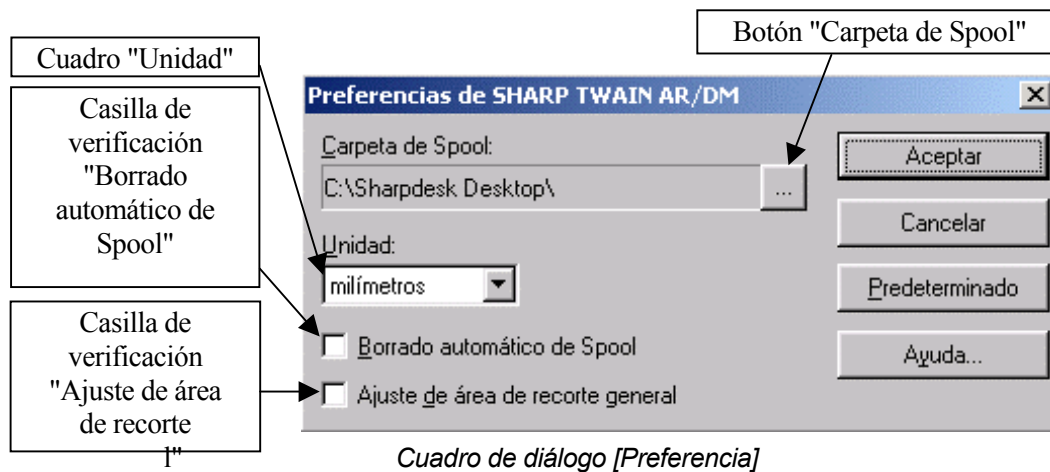 Botón "Carpeta de Spool"
Cuadro "Unidad"
Casilla de
verificación
"Borrado
automático de
Spool"
Casilla de
verificación
"Ajuste de área
de recorte
l"
Preferencias de SHARP TWAIN AR/DM
Carpeta de Spool:
C:\Sharpdesk Desktop\
...
Unidad:
milímetros
Borrado automático de Spool
Ajuste de área de recorte general
Aceptar
Cancelar
Predeterminado
Ayuda...
Cuadro de diálogo [Preferencia]